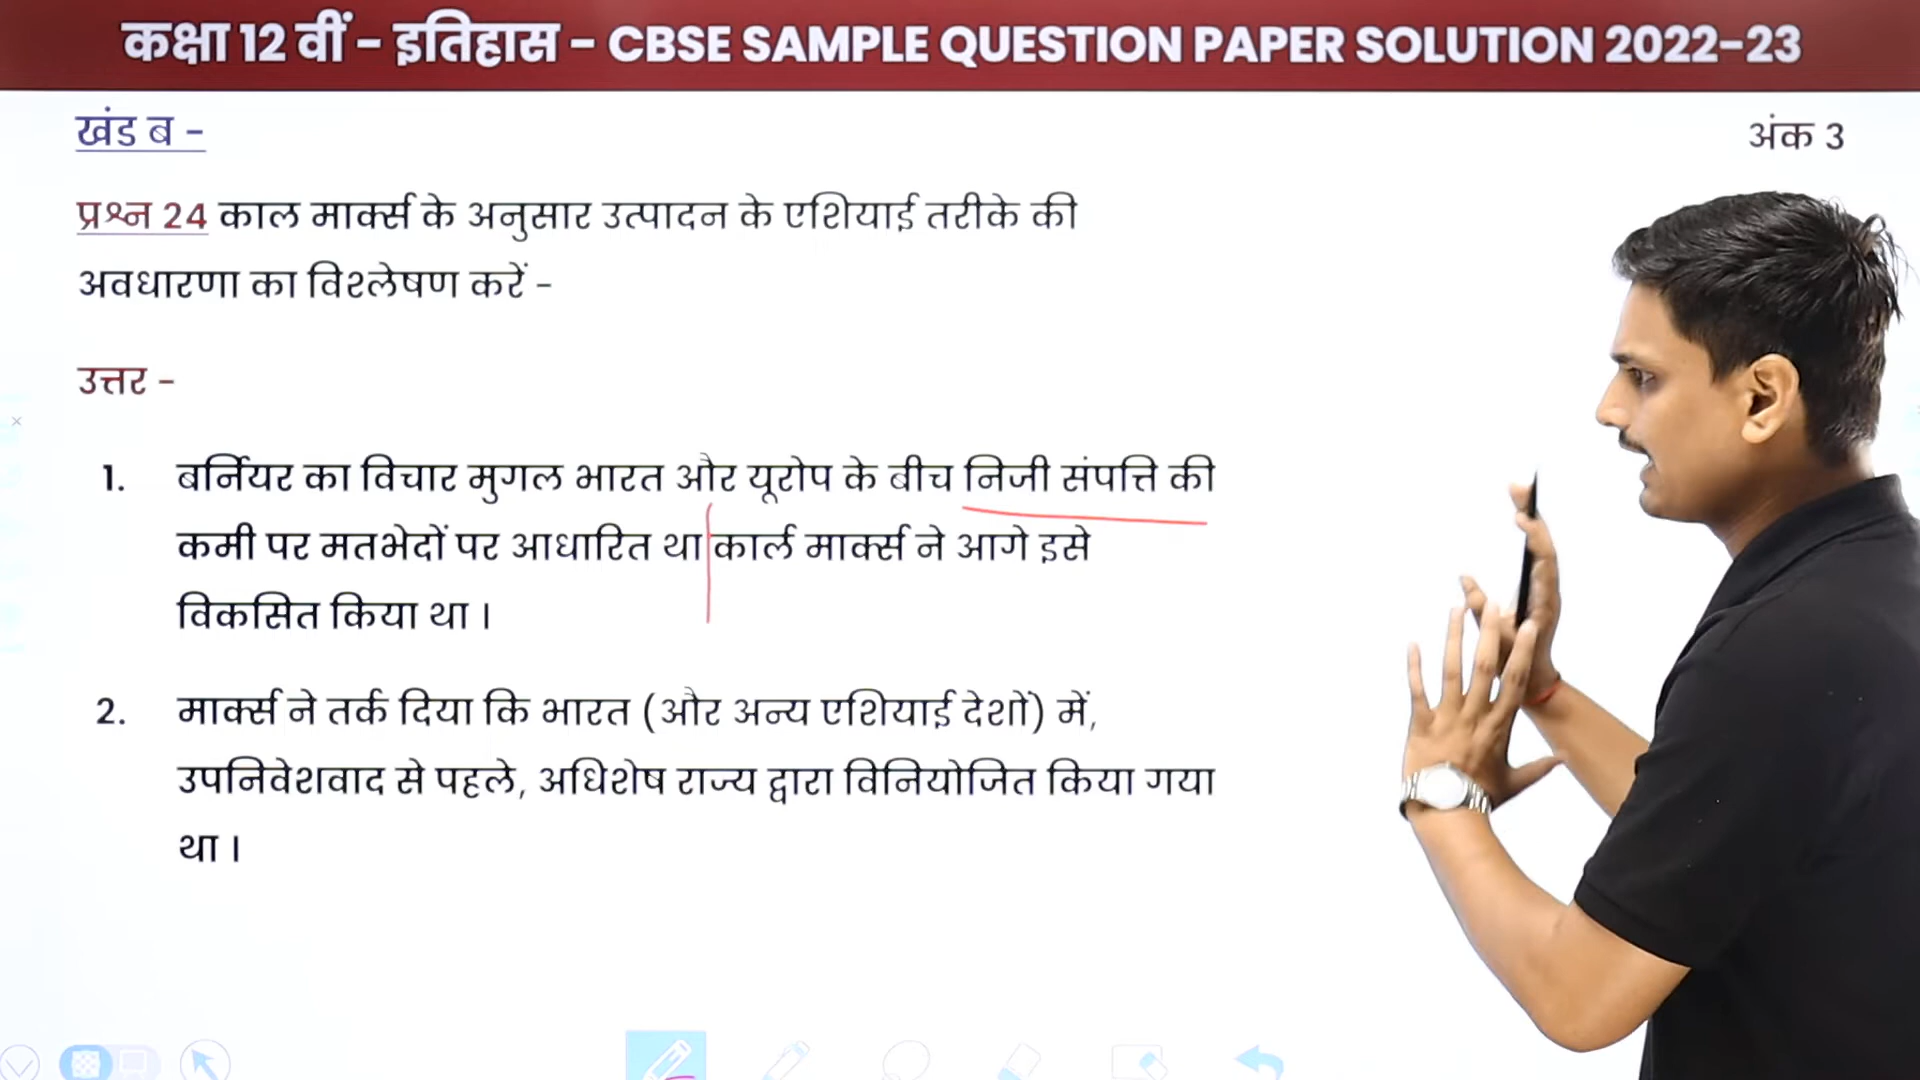 कक्षा 12 वीं - इतिहास - CBSE SAMPLE QUESTION PAPER SOLUTION 2022-23
खंड ब -
अंक 3
प्रश्न 24 काल मार्क्स के अनुसार उत्पादन के एशियाई तरीके की
अवधारणा का विश्लेषण करें -
उत्तर -
1. बर्नियर का विचार मुगल भारत और यूरोप के बीच निजी संपत्ति की
कमी पर मतभेदों पर आधारित था कार्ल मार्क्स ने आगे इसे
विकसित किया था ।
2. मार्क्स ने तर्क दिया कि भारत (और अन्य एशियाई देशों) में,
उपनिवेशवाद से पहले, अधिशेष राज्य द्वारा विनियोजित किया गया
था ।